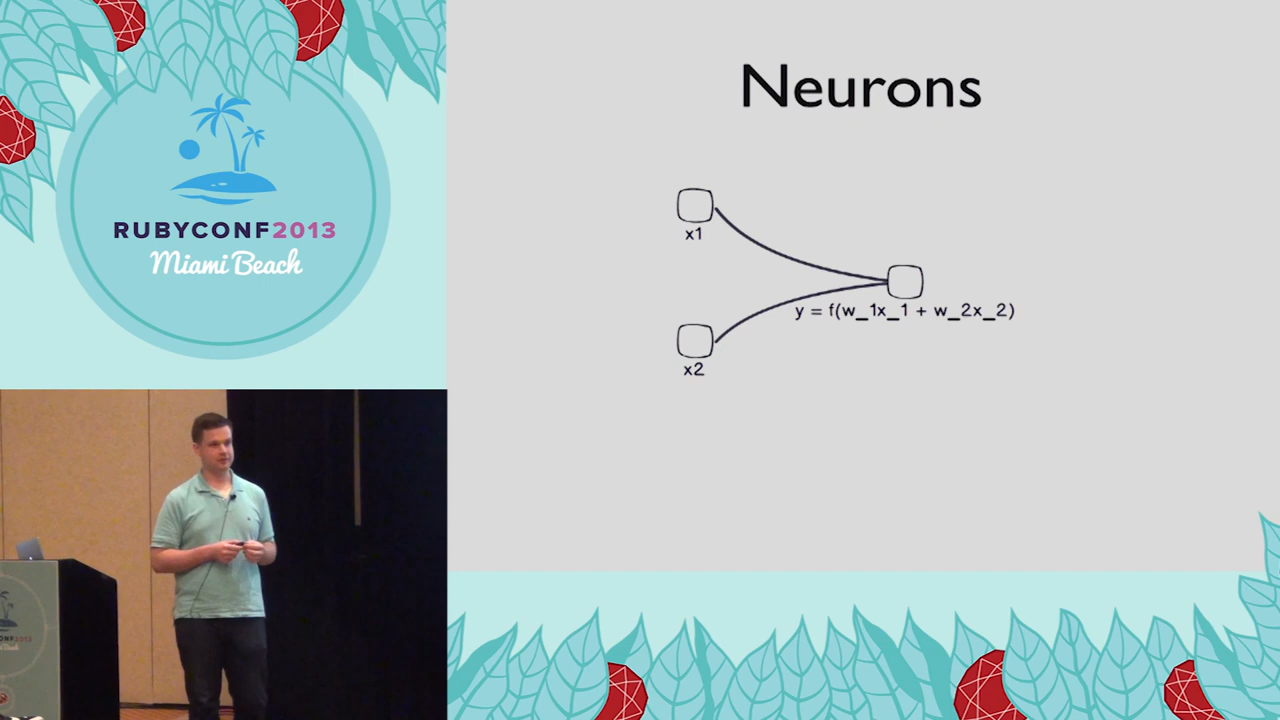 RUBYCONF2013
Miami Beach
Neurons
x1
y = f(w_1x_1 + w_2x_2)
x2